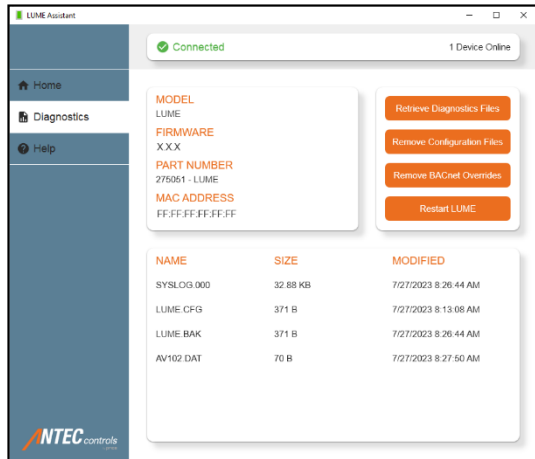 LUME Assistant
Connected
1 Device Online
Home
Diagnostics
Help
MODEL
LUME
FIRMWARE
X.X.X
PART NUMBER
275051 - LUME
MAC ADDRESS
FF:FF:FF:FF:FF:FF
Retrieve Diagnostics Files
Remove Configuration Files
Remove BACnet Overrides
Restart LUME
NAME SIZE MODIFIED
SYSLOG.000 32.88 KB 7/27/2023 8:26:44 AM
LUME.CFG 371 B 7/27/2023 8:13:08 AM
LUME.BAK 371 B 7/27/2023 8:26:44 AM
AV102.DAT 70 B 7/27/2023 8:27:50 AM
ANTEC controls